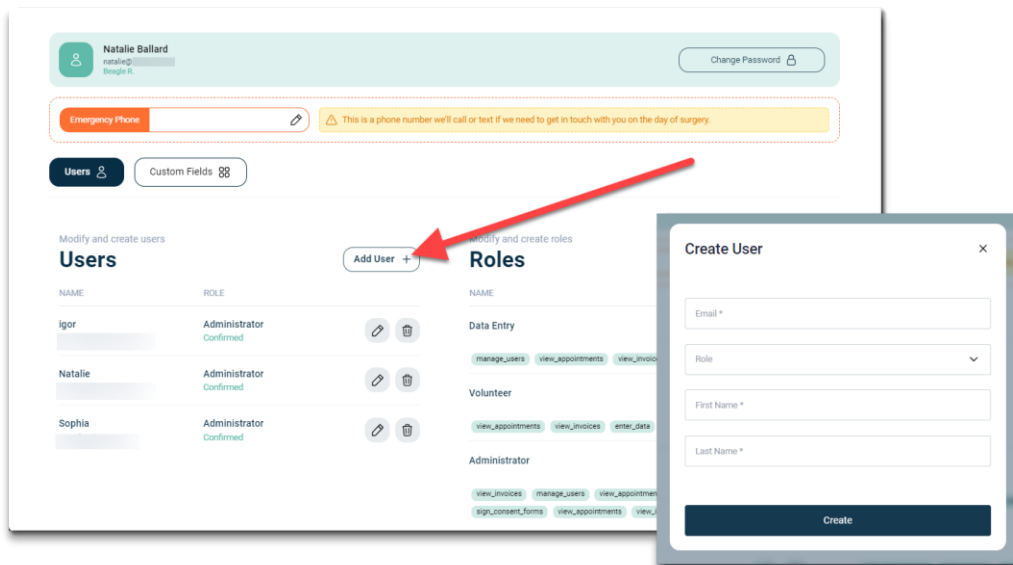 Natalie Ballard
natalie@
Beagle R.
Change Password
Emergency Phone
This is a phone number we'll call or text if we need to get in touch with you on the day of surgery.
Users
Custom Fields
Modify and create users
Users
Add User +
NAME ROLE
igor Administrator
Confirmed
Natalie Administrator
Confirmed
Sophia Administrator
Confirmed
Modify and create roles
Roles
NAME
Data Entry
manage_users view_appointments
Volunteer
view_appointments view_invoices enter_data
Administrator
view_invoices manage_users
sign_consent_forms view_appointments
Create User
Email *
Role
First Name *
Last Name *
Create